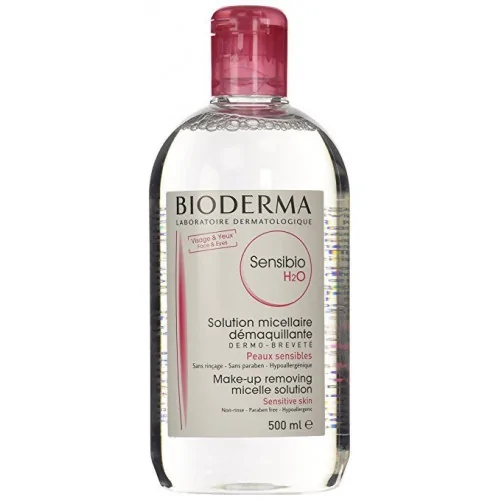 BIODERMA
LABORATOIRE DERMATOLOGIQUE
Visage & Yeux
Face & Eyes
Sensibio
H2O
Solution micellaire
démaquillante
DERMO-BREVETÉ
Peaux sensibles
Sans rinçage - Sans paraben - Hypoallergénique
Make-up removing
micelle solution
Sensitive skin
Non-rinse - Paraben free - Hypoallergenic
500 ml e